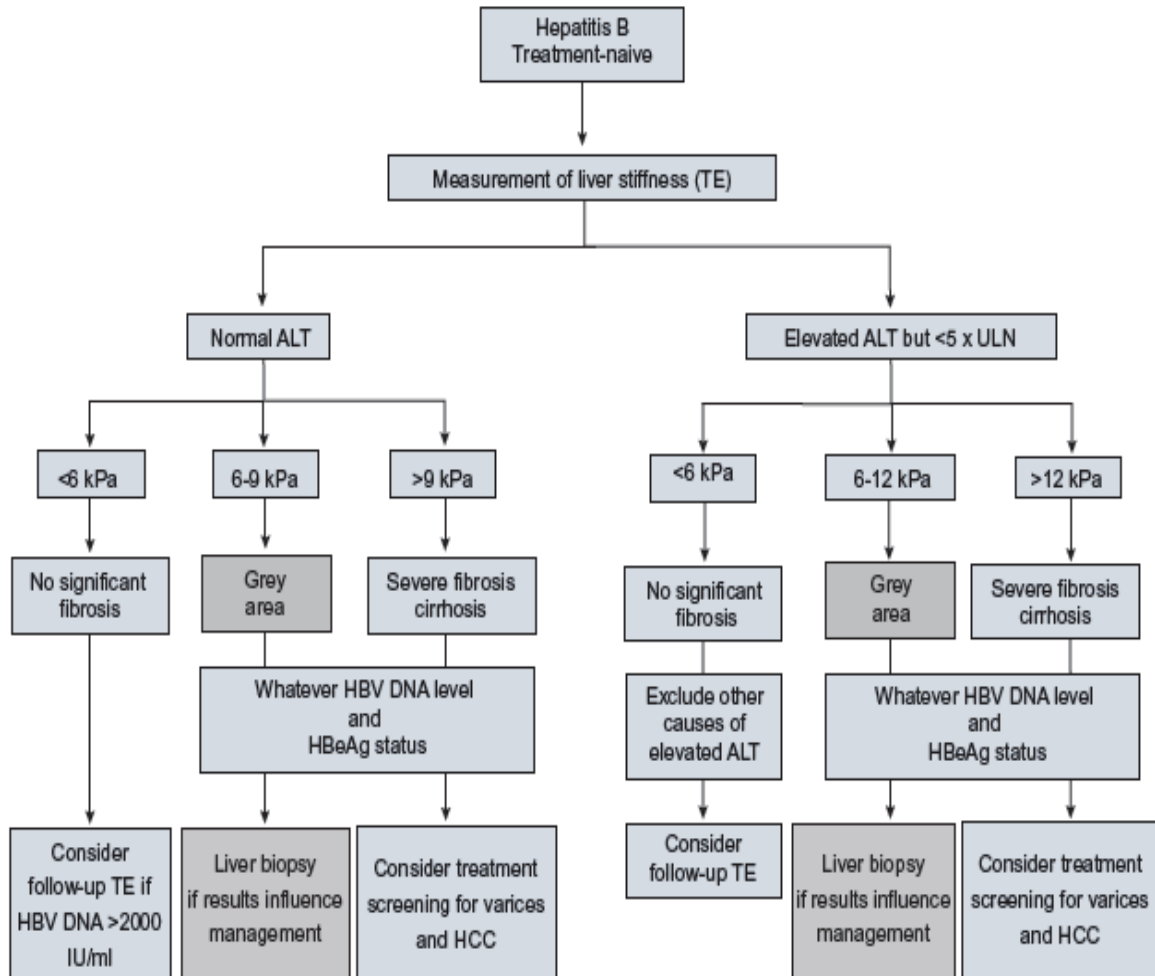 Hepatitis B
Treatment-naive
Measurement of liver stiffness (TE)
Normal ALT
Elevated ALT but <5 x ULN
<6 kPa
6-9 kPa
>9 kPa
<6 kPa
6-12 kPa
>12 kPa
No significant
fibrosis
Grey
area
Severe fibrosis
cirrhosis
No significant
fibrosis
Grey
area
Severe fibrosis
cirrhosis
Whatever HBV DNA level
and
HBeAg status
Exclude other
causes of
elevated ALT
Whatever HBV DNA level
and
HBeAg status
Consider
follow-up TE if
HBV DNA >2000
IU/ml
Liver biopsy
if results influence
management
Consider treatment
screening for varices
and HCC
Consider
follow-up TE
Liver biopsy
if results influence
management
Consider treatment
screening for varices
and HCC